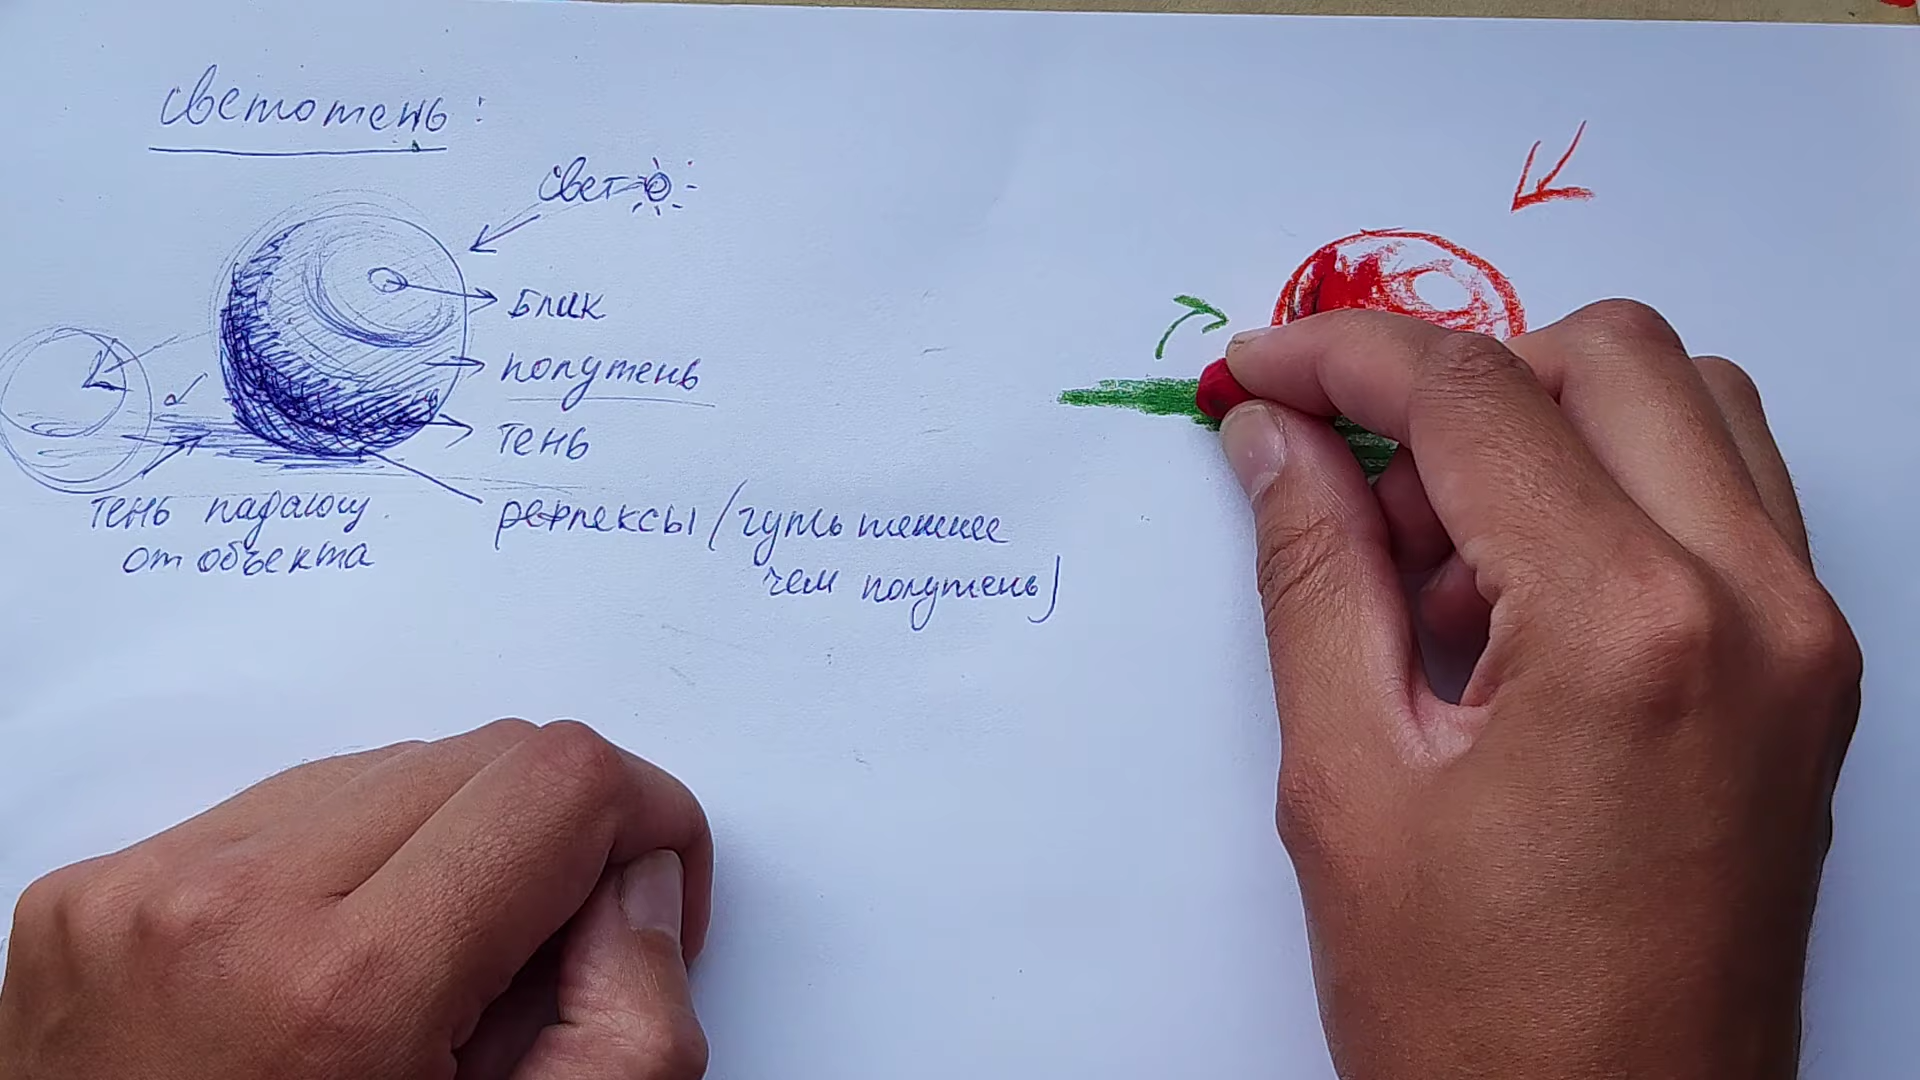 Светотень:
свет
Блик
полутень
тень
тень падающ.
от объекта
рефлексы (чуть темнее
чем полутень)